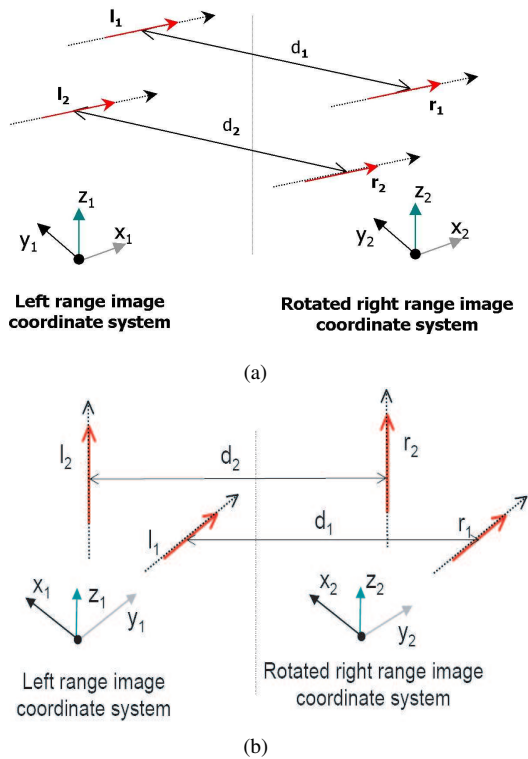 l1
d1
r1
l2
d2
r2
z1
y1
x1
z2
y2
x2
Left range image
coordinate system
Rotated right range image
coordinate system
(a)
l2
d2
r2
l1
d1
r1
x1
z1
y1
x2
z2
y2
Left range image
coordinate system
Rotated right range image
coordinate system
(b)